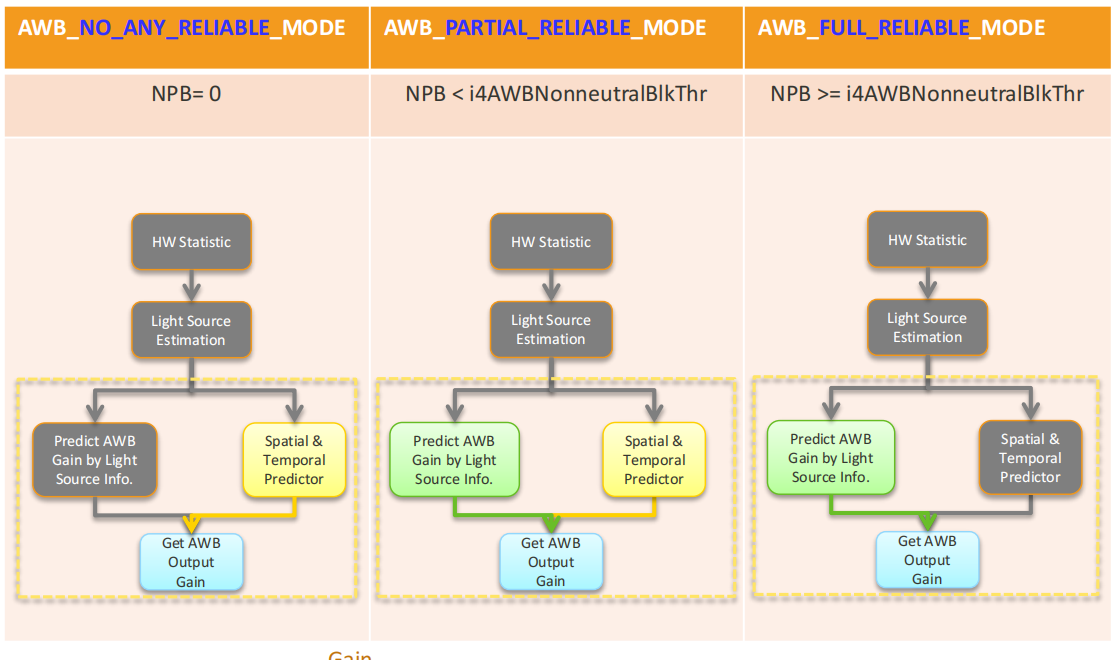 AWB_NO_ANY_RELIABLE_MODE
AWB_PARTIAL_RELIABLE_MODE
AWB_FULL_RELIABLE_MODE
NPB= 0
NPB < i4AWBNonneutralBlkThr
NPB >= i4AWBNonneutralBlkThr
HW Statistic
Light Source
Estimation
Predict AWB
Gain by Light
Source Info.
Spatial &
Temporal
Predictor
Get AWB
Output
Gain
HW Statistic
Light Source
Estimation
Predict AWB
Gain by Light
Source Info.
Spatial &
Temporal
Predictor
Get AWB
Output
Gain
HW Statistic
Light Source
Estimation
Predict AWB
Gain by Light
Source Info.
Spatial &
Temporal
Predictor
Get AWB
Output
Gain
Gain